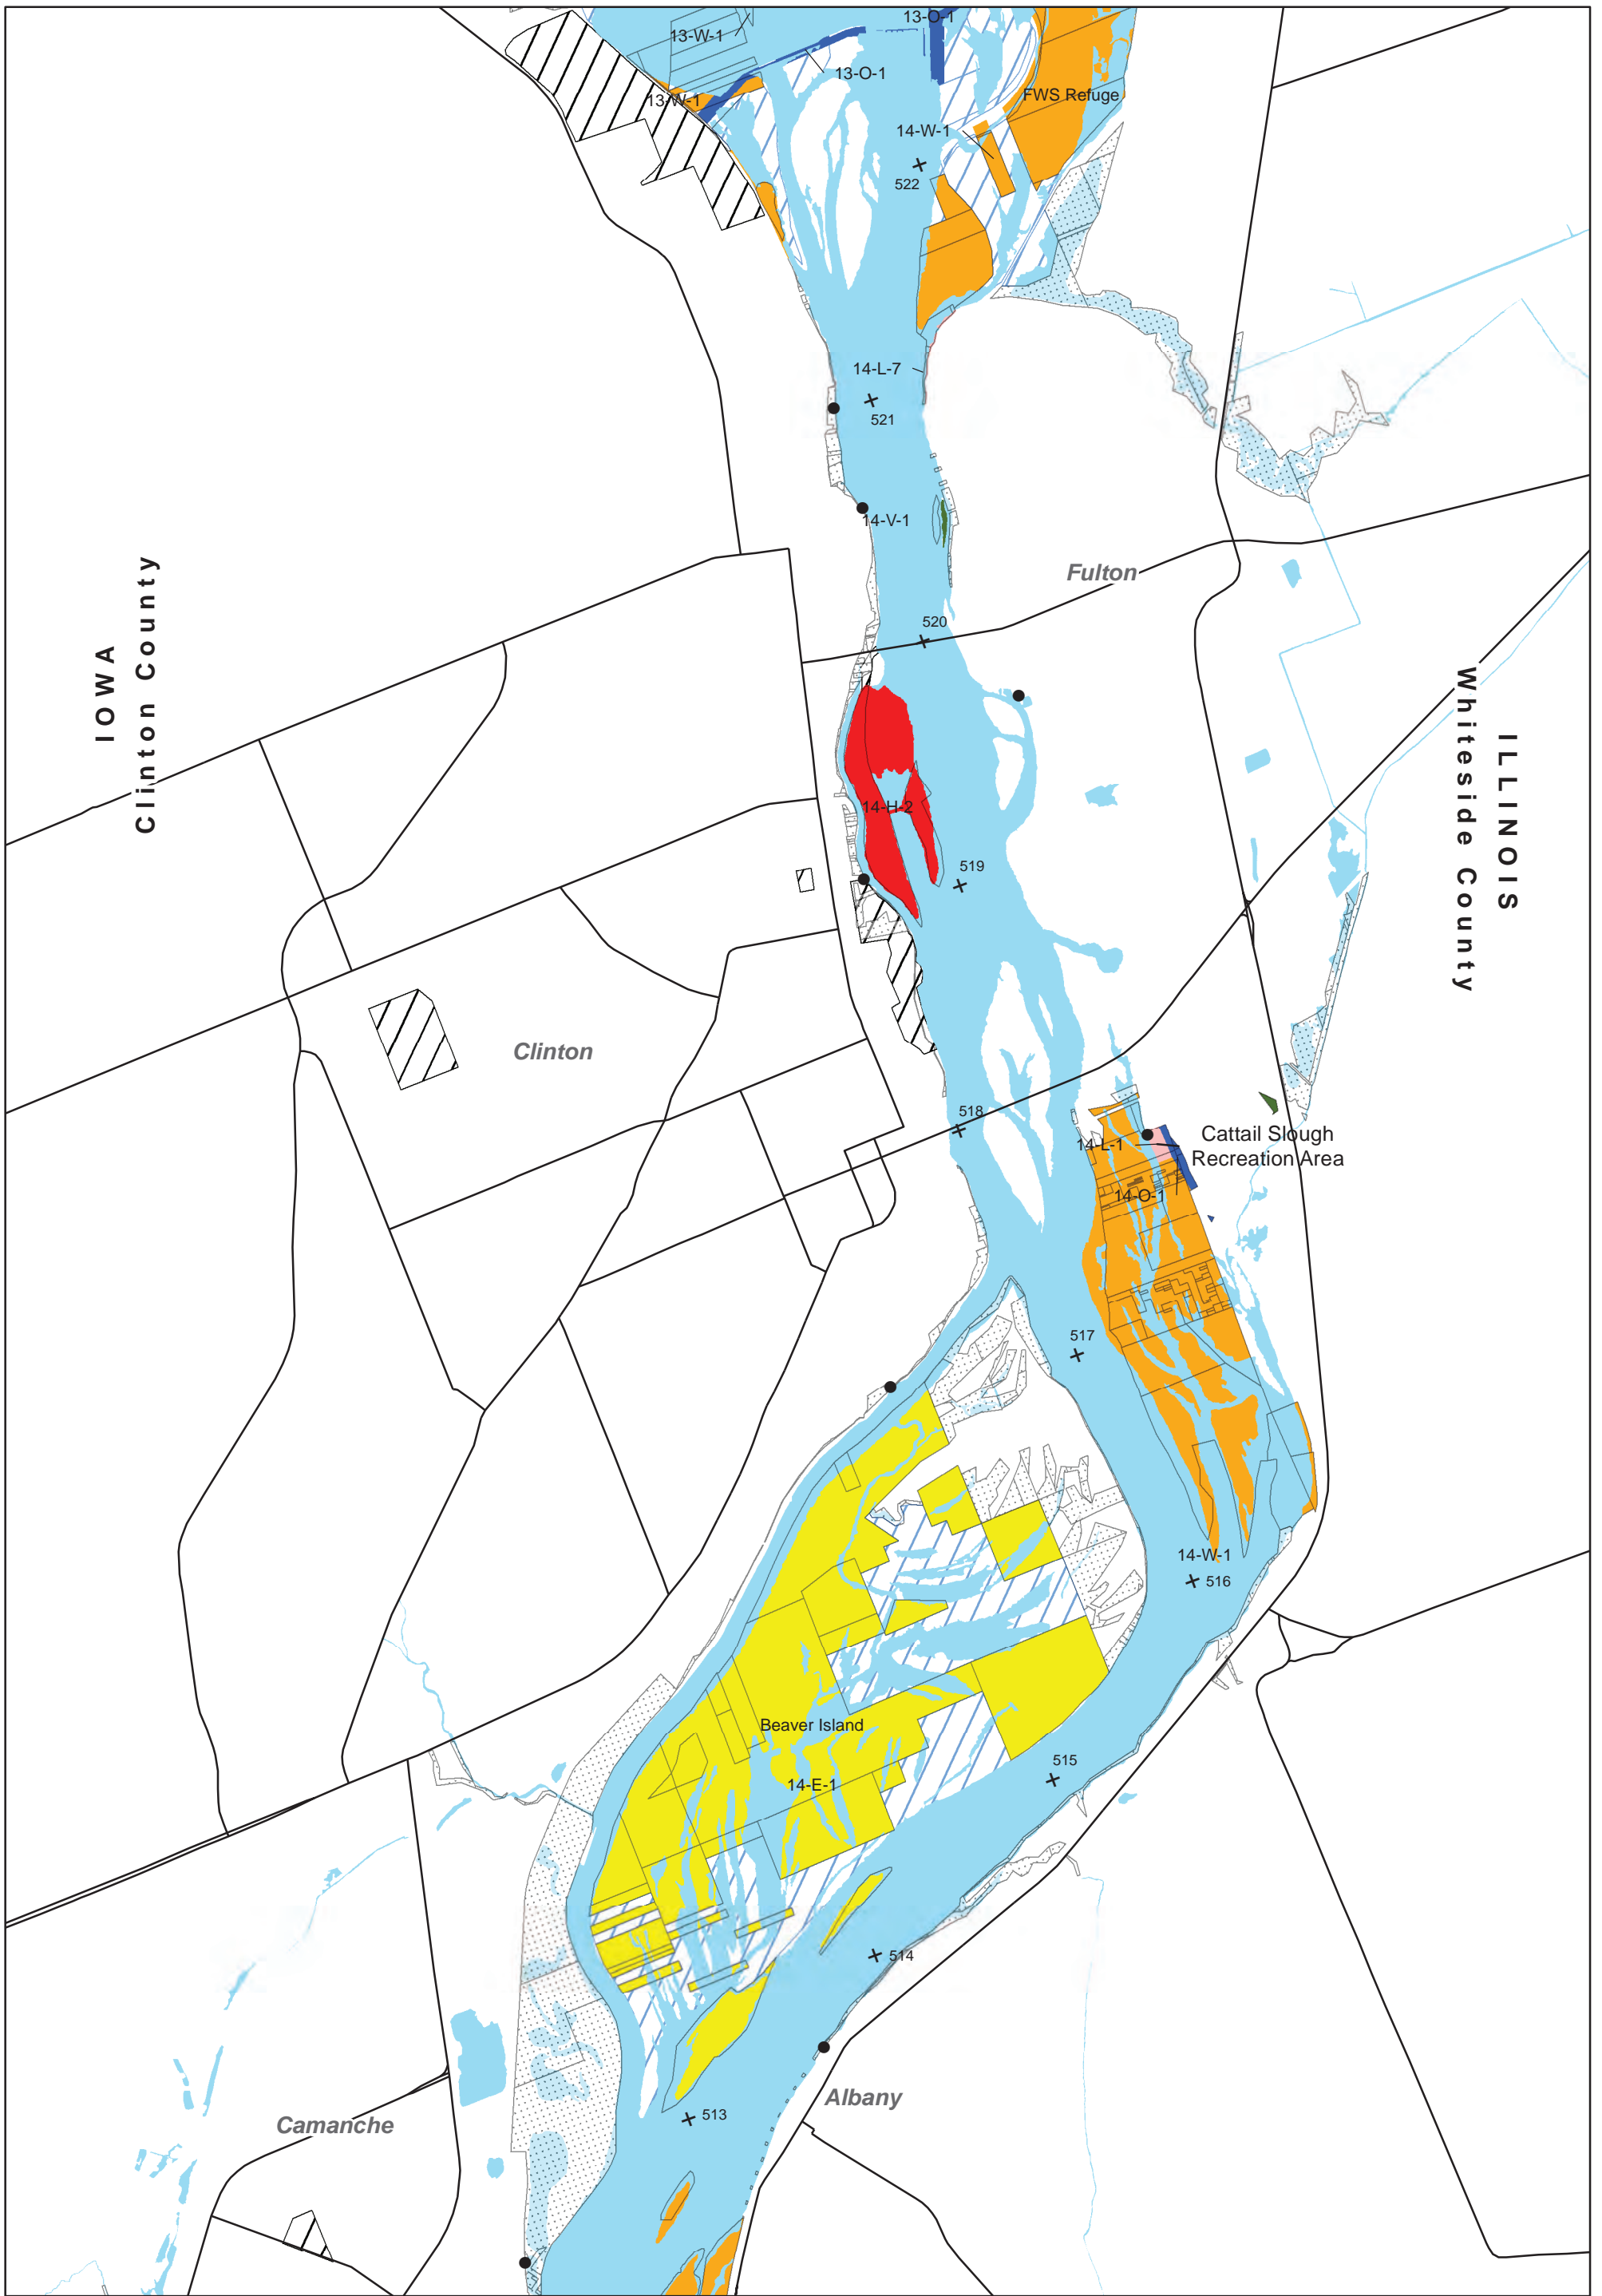 13-O-1
13-W-1
13-O-1
FWS Refuge
13-W-1
14-W-1
522
14-L-7
521
14-V-1
Fulton
520
IOWA
Clinton County
ILLINOIS
Whiteside County
14-H-2
519
Clinton
518
Cattail Slough
Recreation Area
14-L-1
14-O-1
517
14-W-1
516
Beaver Island
515
14-E-1
514
Albany
513
Camanche